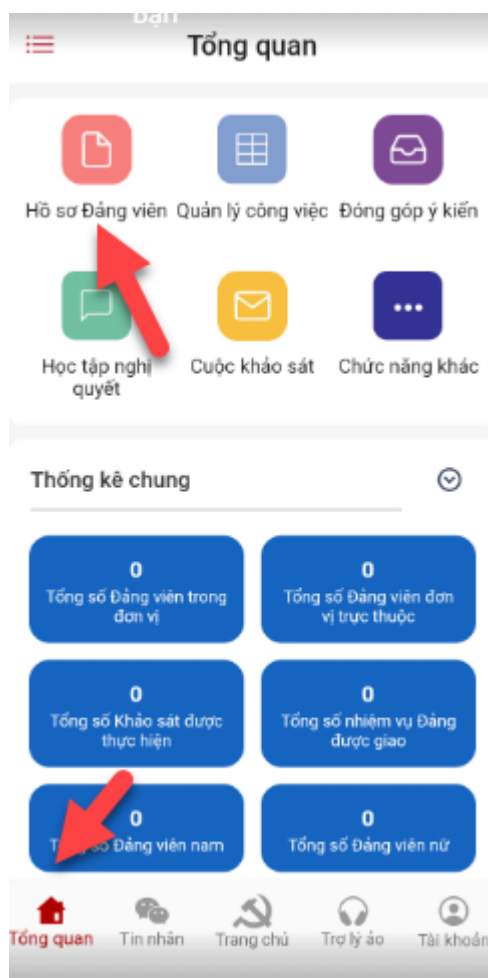 bạn
Tổng quan
Hồ sơ Đảng viên
Quản lý công việc
Đóng góp ý kiến
Học tập nghị
quyết
Cuộc khảo sát
Chức năng khác
Thống kê chung
0
Tổng số Đảng viên trong
đơn vị
0
Tổng số Đảng viên đơn
vị trực thuộc
0
Tổng số Khảo sát được
thực hiện
0
Tổng số nhiệm vụ Đảng
được giao
0
Tổng số Đảng viên nam
0
Tổng số Đảng viên nữ
Tổng quan
Tin nhắn
Trang chủ
Trợ lý ảo
Tài khoản